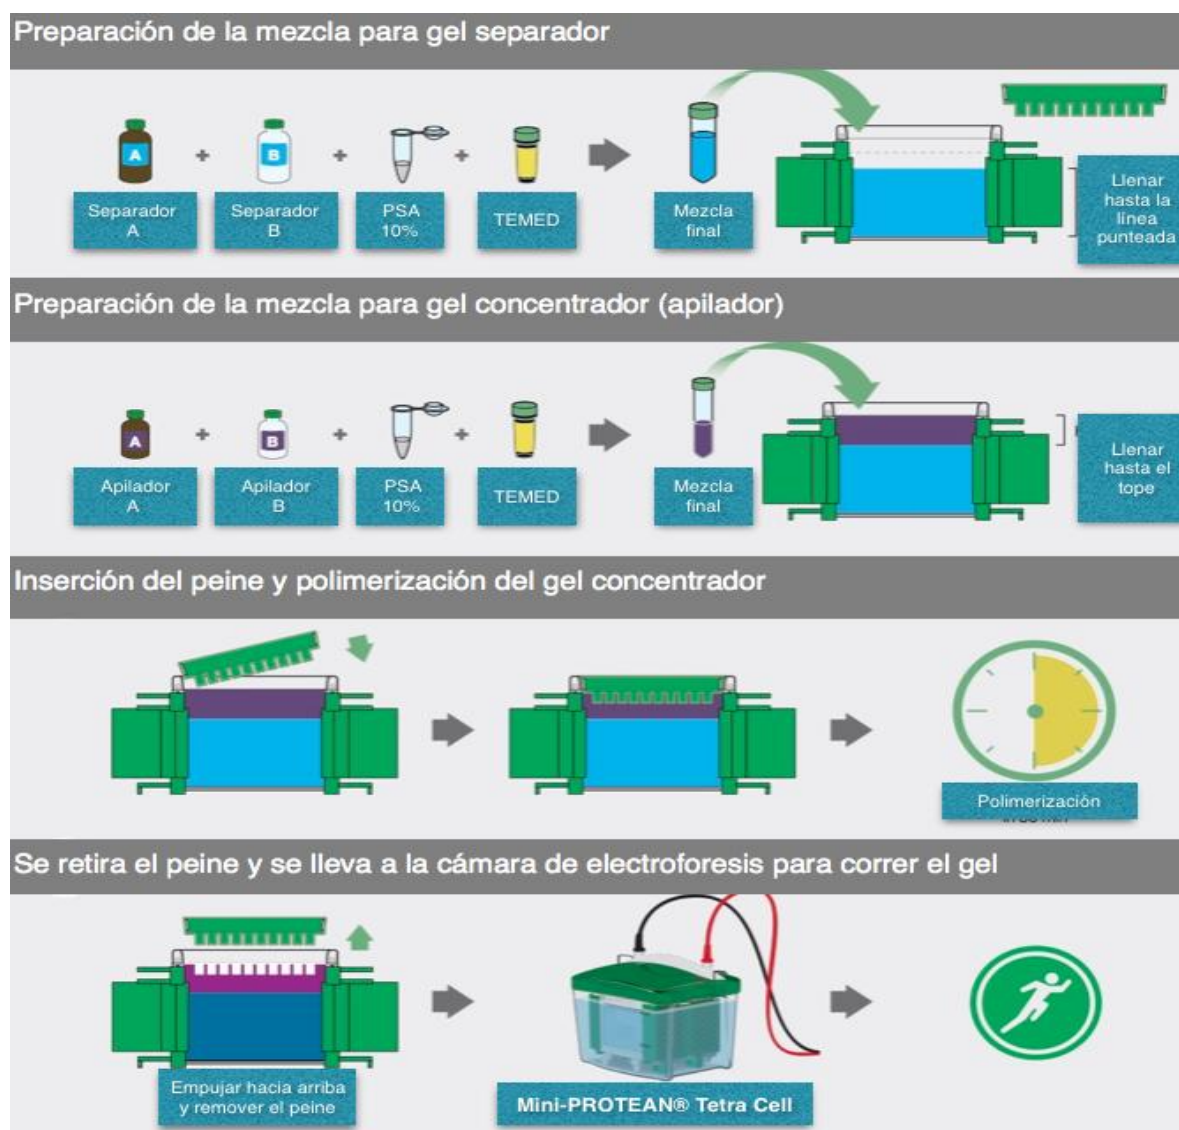 Preparación de la mezcla para gel separador
A
+
B
+
+
Separador
A
Separador
B
PSA
10%
TEMED
Mezcla
final
Llenar
hasta la
línea
punteada
Preparación de la mezcla para gel concentrador (apilador)
A
+
B
+
+
Apilador
A
Apilador
B
PSA
10%
TEMED
Mezcla
final
Llenar
hasta el
tope
Inserción del peine y polimerización del gel concentrador
Polimerización
Se retira el peine y se lleva a la cámara de electroforesis para correr el gel
Empujar hacia arriba
y remover el peine
Mini-PROTEAN® Tetra Cell